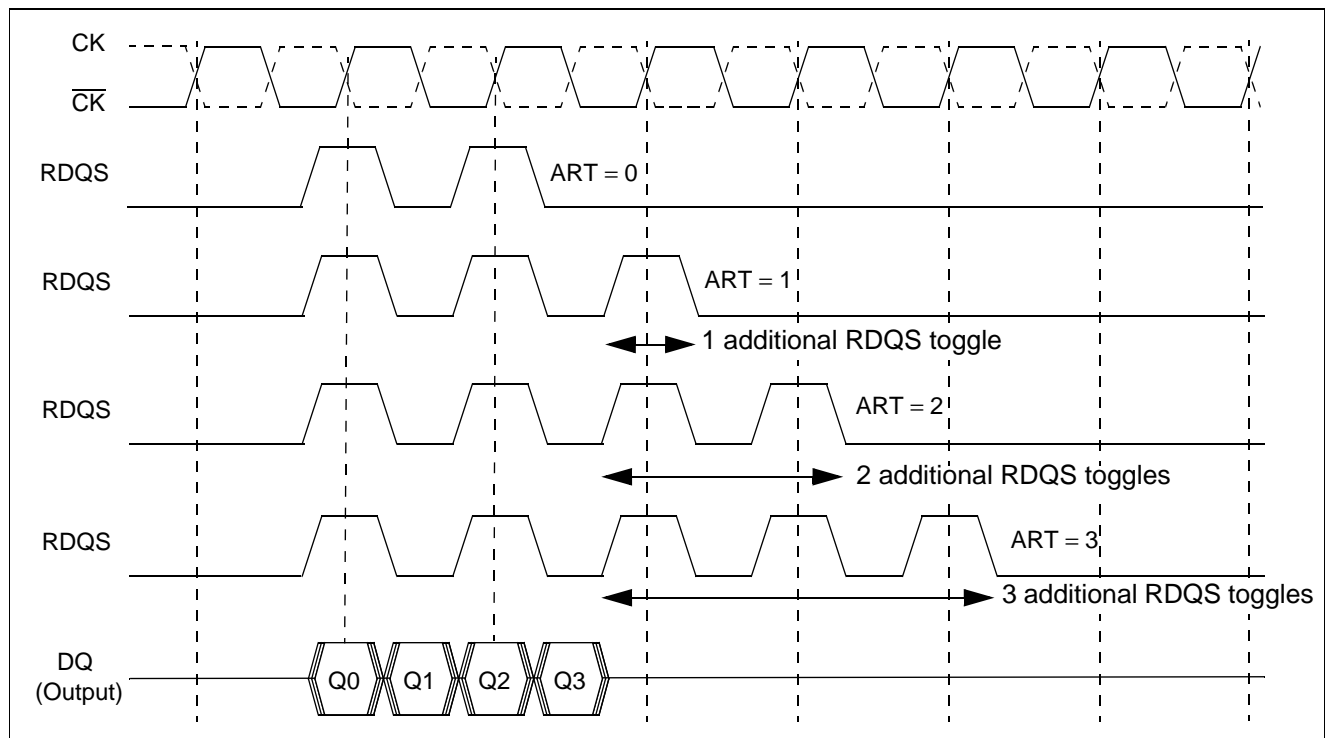 CK
CK
RDQS
ART = 0
RDQS
ART = 1
1 additional RDQS toggle
RDQS
ART = 2
2 additional RDQS toggles
RDQS
ART = 3
3 additional RDQS toggles
DQ
(Output)
Q0
Q1
Q2
Q3